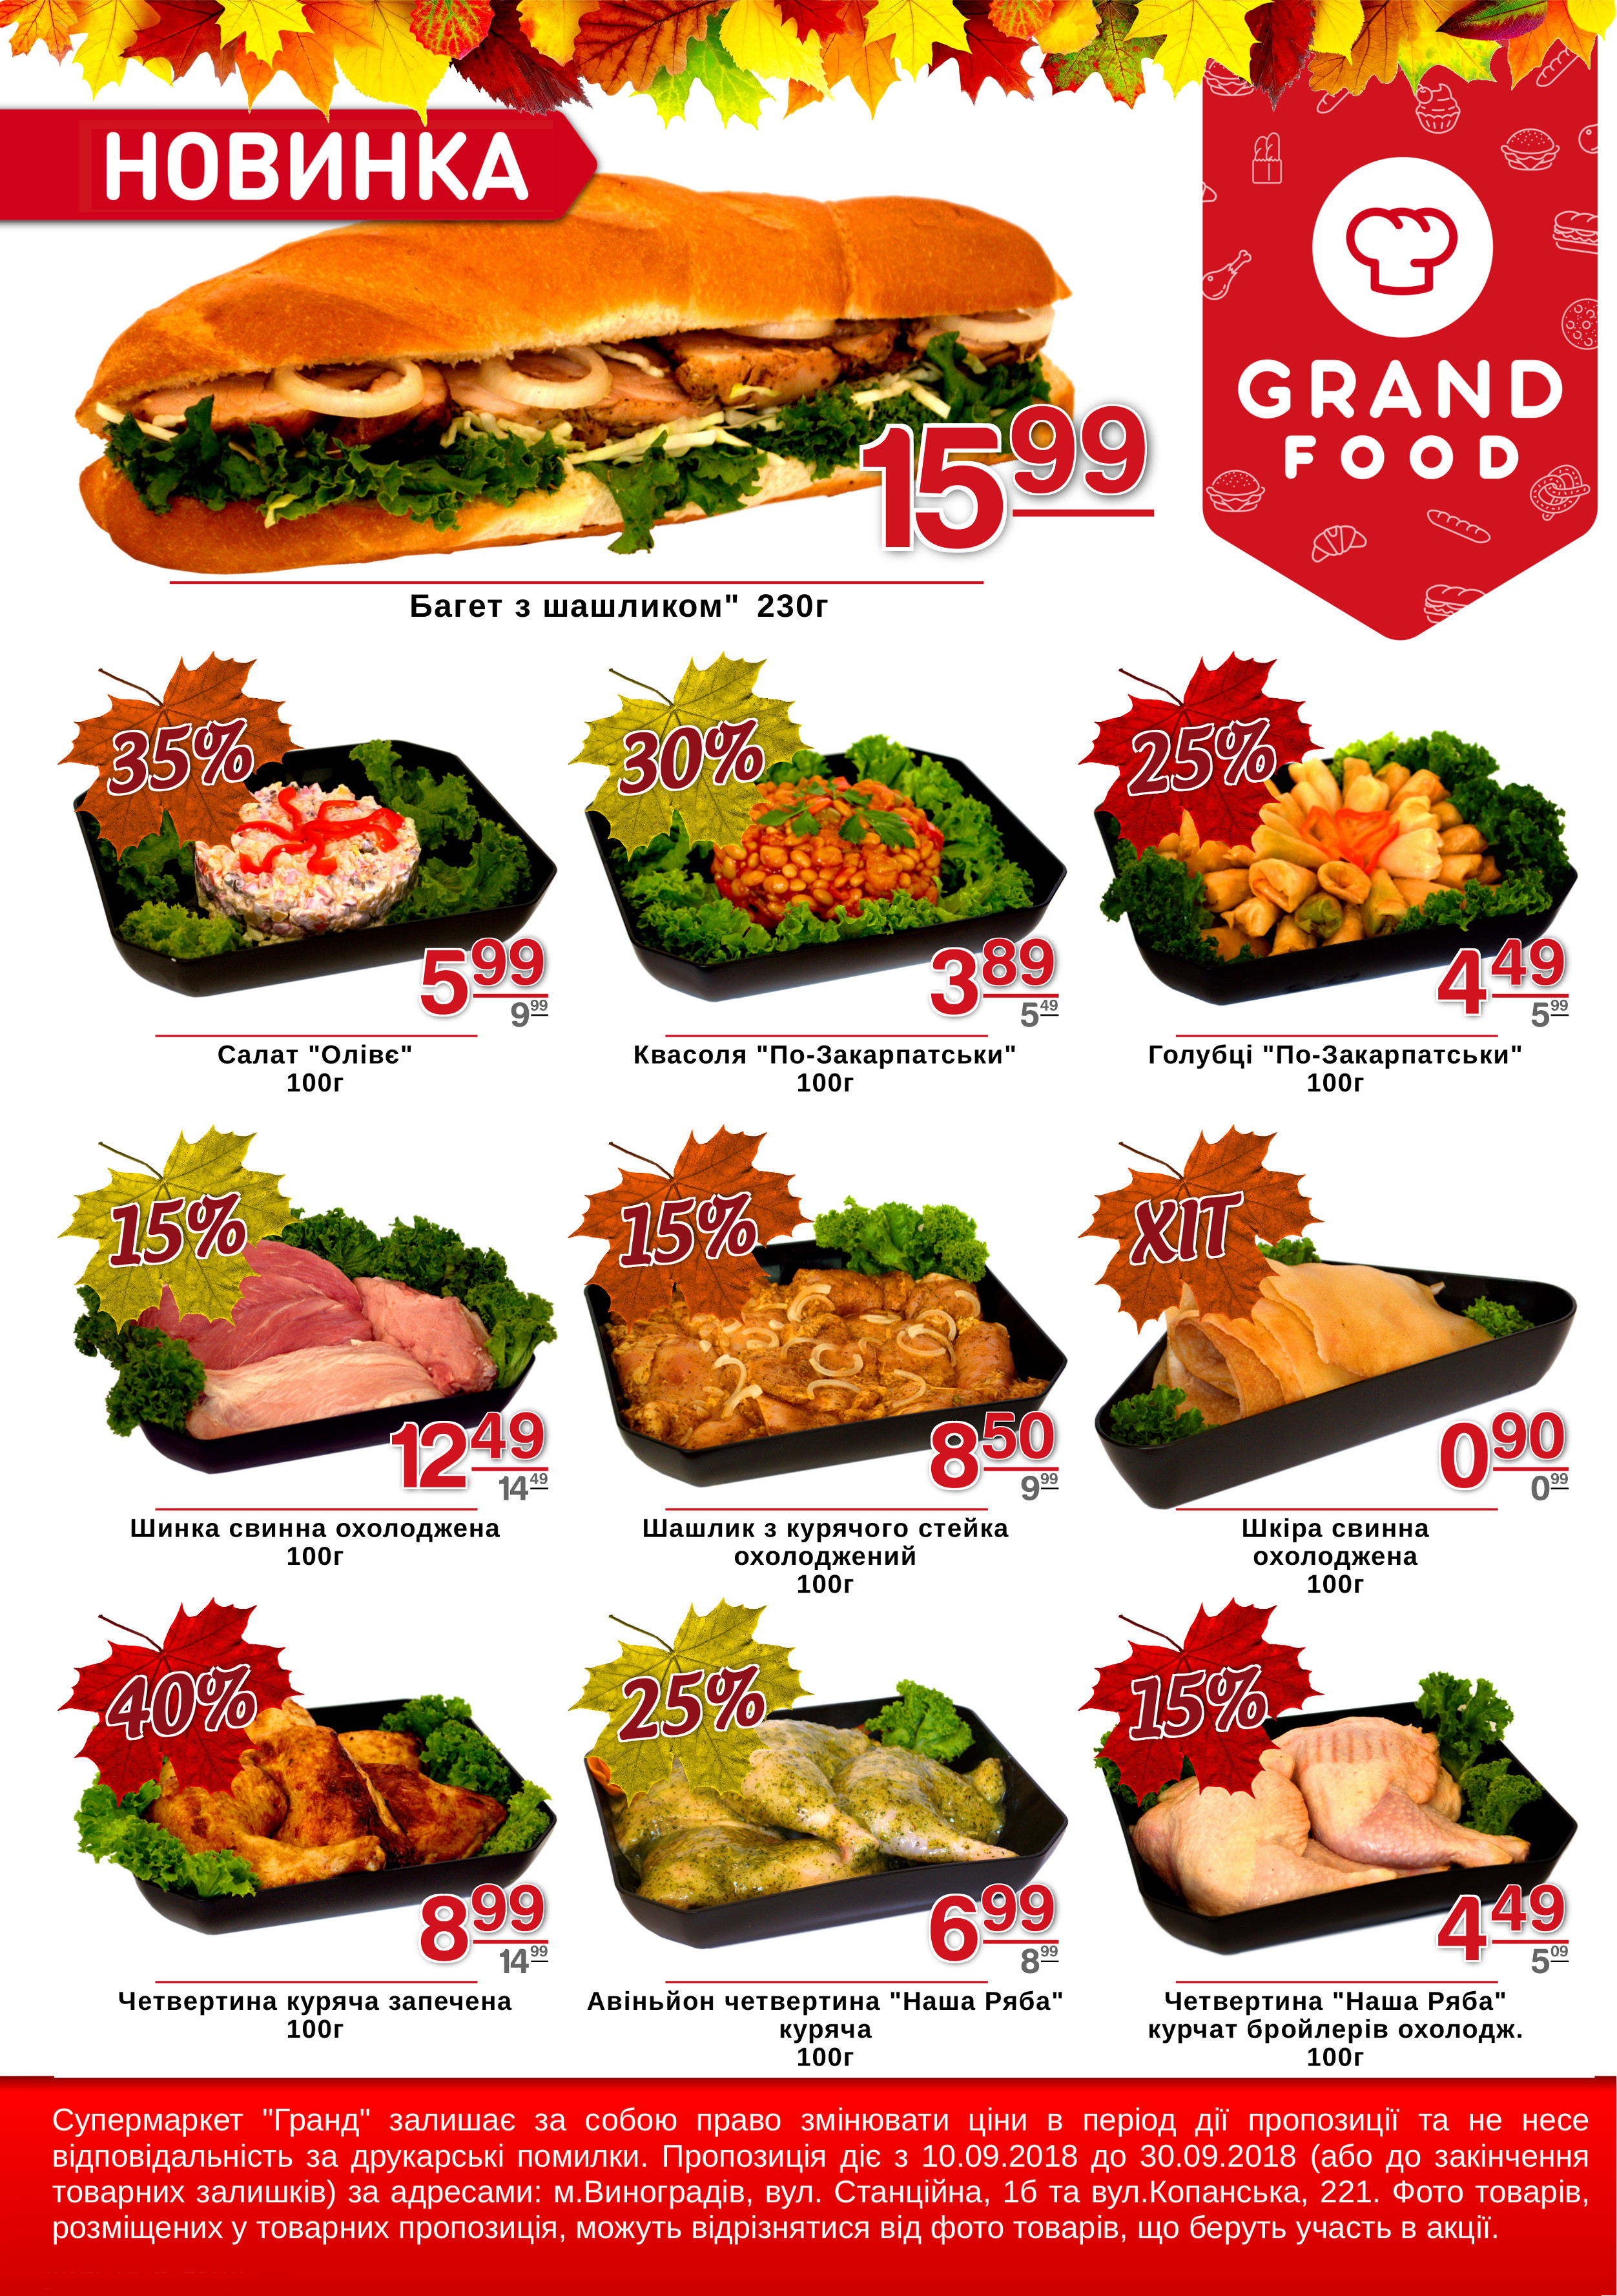 НОВИНКА
GRAND
FOOD
15 99
Багет з шашликом" 230г
35%
30%
25%
5 99
9 99
3 89
5 49
4 49
5 99
Салат "Олівє"
100г
Квасоля "По-Закарпатськи"
100г
Голубці "По-Закарпатськи"
100г
15%
15%
ХІТ
12 49
14 49
8 50
9 99
0 90
0 99
Шинка свинна охолоджена
100г
Шашлик з курячого стейка
охолоджений
100г
Шкіра свинна
охолоджена
100г
40%
25%
15%
8 99
14 99
6 99
8 99
4 49
5 09
Четвертина куряча запечена
100г
Авіньйон четвертина "Наша Ряба"
куряча
100г
Четвертина "Наша Ряба"
курчат бройлерів охолодж.
100г
Супермаркет "Гранд" залишає за собою право змінювати ціни в період дії пропозиції та не несе
відповідальність за друкарські помилки. Пропозиція діє з 10.09.2018 до 30.09.2018 (або до закінчення
товарних залишків) за адресами: м.Виноградів, вул. Станційна, 1б та вул.Копанська, 221. Фото товарів,
розміщених у товарних пропозиція, можуть відрізнятися від фото товарів, що беруть участь в акції.